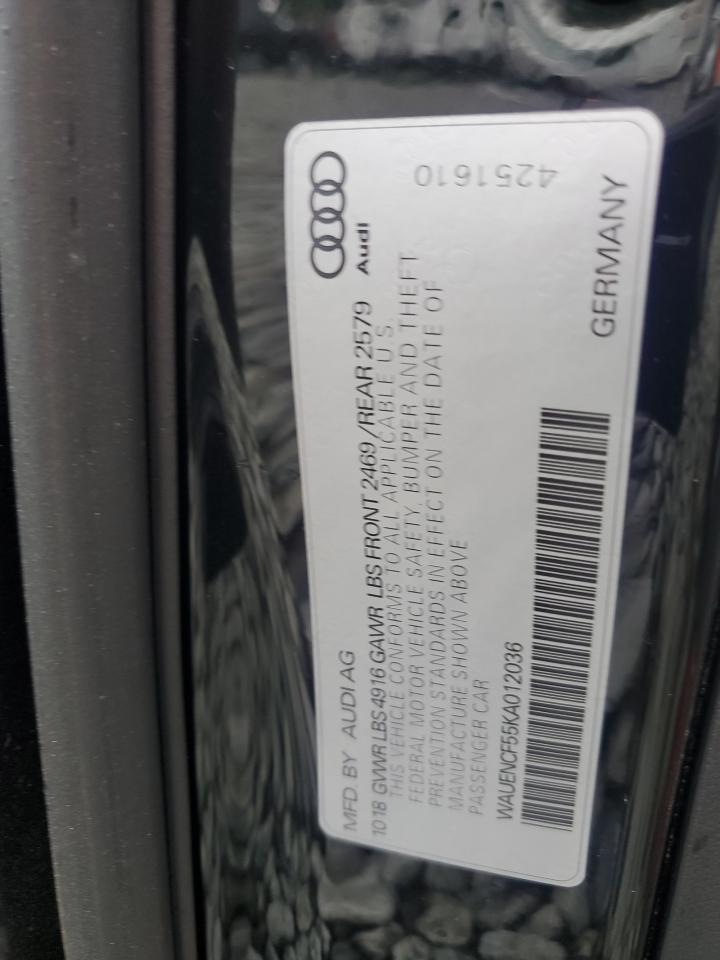 MFD. BY AUDI AG
Audi
10 18 GVWR LBS 4916 GAWR LBS FRONT 2469 /REAR 2579
THIS VEHICLE CONFORMS TO ALL APPLICABLE U.S.
FEDERAL MOTOR VEHICLE SAFETY, BUMPER AND THEFT
PREVENTION STANDARDS IN EFFECT ON THE DATE OF
MANUFACTURE SHOWN ABOVE
PASSENGER CAR
WAUENCF55KA012036
GERMANY
4251610